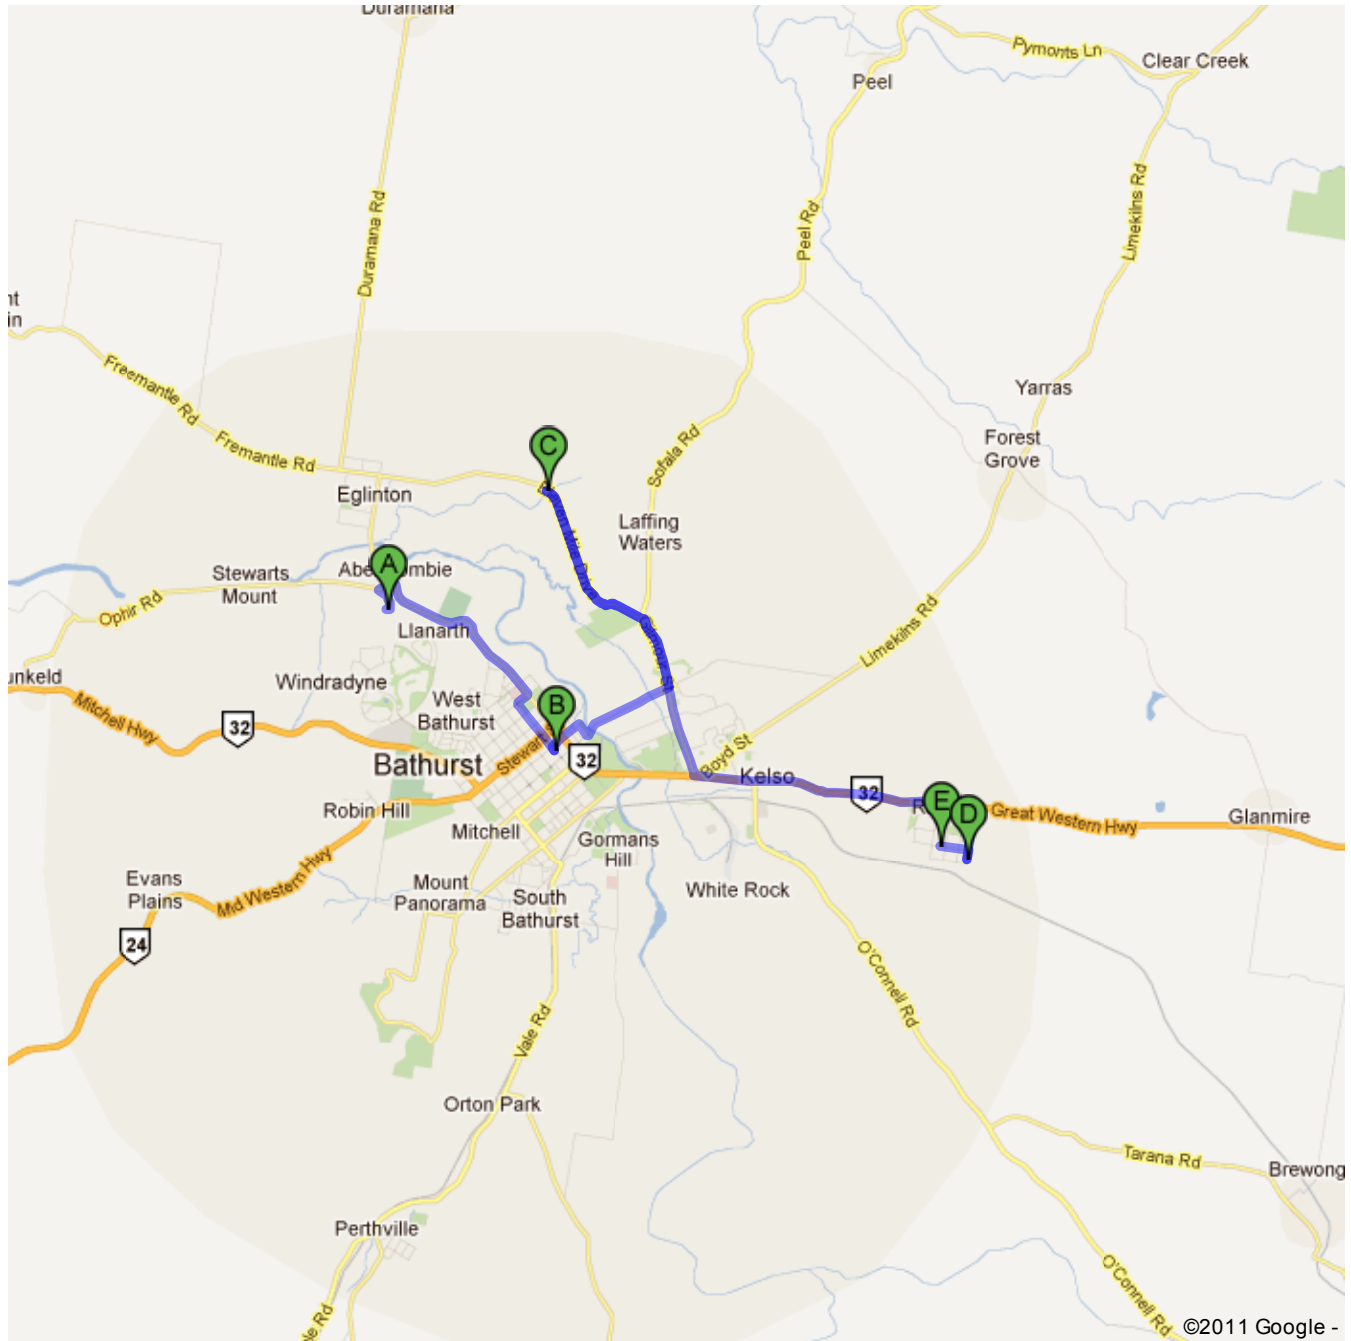 Duramana
Pymonts Ln
Clear Creek
Peel
Duramana Rd
Peel Rd
Limekilns Rd
Freemantle Rd
Yarras
Fremantle Rd
Sofala Rd
Forest
Grove
C
Eglinton
Laffing
Waters
A
Stewarts
Mount
Ophir Rd
Llanarth
Limekilns Rd
Windradyne
West
Bathurst
B
Mitchell Hwy
32
Stewart
32
Boyd St
Bathurst
Kelso
32
E
D
Robin Hill
Great Western Hwy
Glanmire
Mitchell
Gormans
Hill
Mid Western Hwy
Evans
Plains
Mount
Panorama
South
Bathurst
White Rock
24
O'Connell Rd
Vale Rd
Orton Park
Tarana Rd
Brewong
Perthville
O'Connell Rd
©2011 Google -